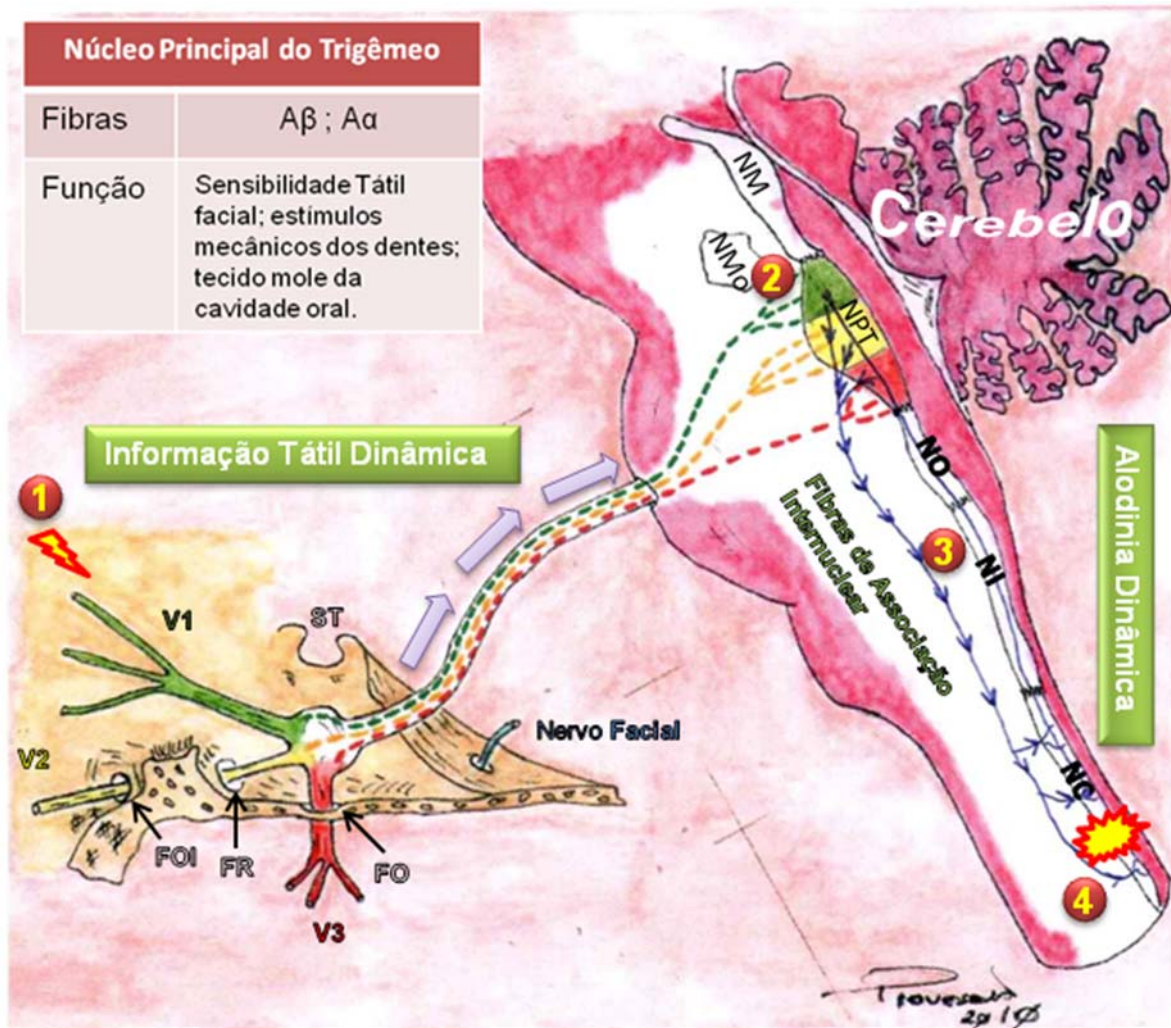 Núcleo Principal do Trigêmeo
Fibras
Aβ ; Aα
Função
Sensibilidade Tátil
facial; estímulos
mecânicos dos dentes;
tecido mole da
cavidade oral.
NM
Cerebelo
NMo
2
NPT
Informação Tátil Dinâmica
1
NO
Fibras de Associação
Internuclear
3
NI
Alodinia Dinâmica
V1
ST
Nervo Facial
V2
NC
FOI
FR
FO
V3
4
2010